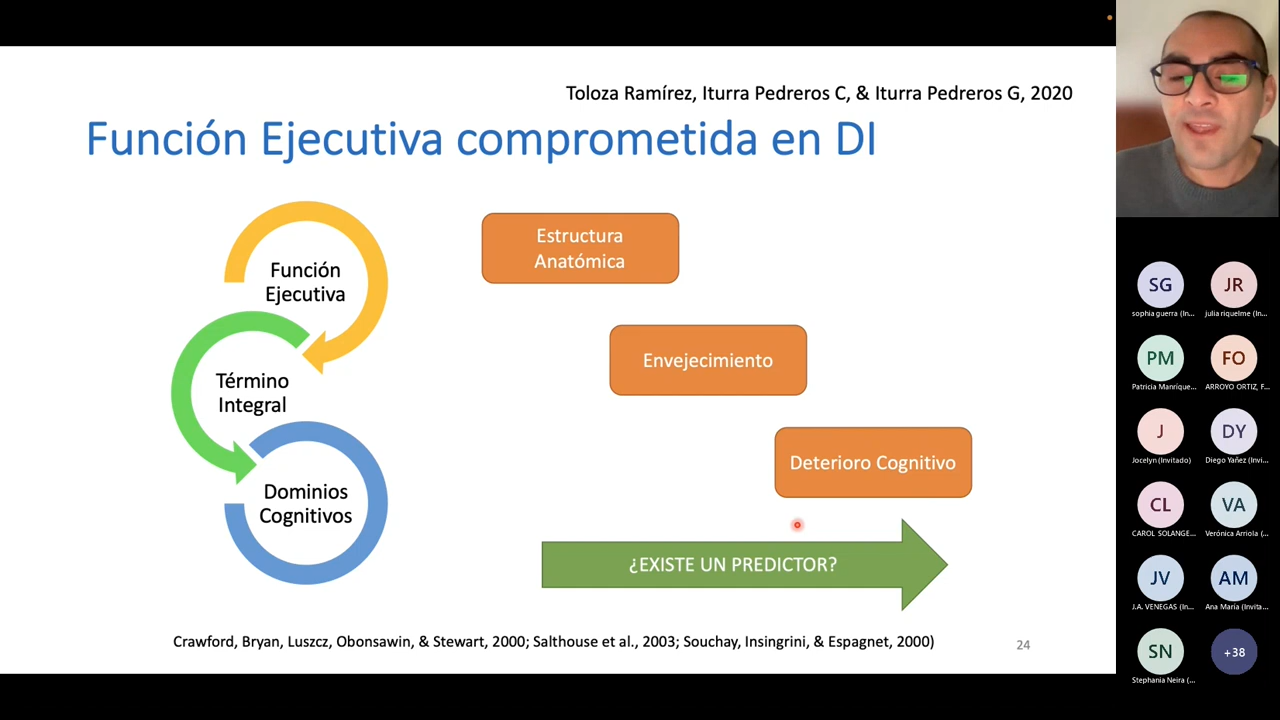 Toloza Ramírez, Iturra Pedreros C, & Iturra Pedreros G, 2020
Función Ejecutiva comprometida en DI
Función
Ejecutiva
Término
Integral
Dominios
Cognitivos
Estructura
Anatómica
Envejecimiento
Deterioro Cognitivo
¿EXISTE UN PREDICTOR?
Crawford, Bryan, Luszcz, Obonsawin, & Stewart, 2000; Salthouse et al., 2003; Souchay, Insingrini, & Espagnet, 2000)
24
SG
sophia guerra (In...
JR
julia riquelme (In...
PM
Patricia Manríque...
FO
ARROYO ORTIZ, F...
J
Jocelyn (Invitado)
DY
Diego Yañez (Invi...
CL
CAROL SOLANGE...
VA
Verónica Arriola (...
JV
J.A. VENEGAS (In...
AM
Ana María (Invita...
SN
Stephania Neira (...
+38